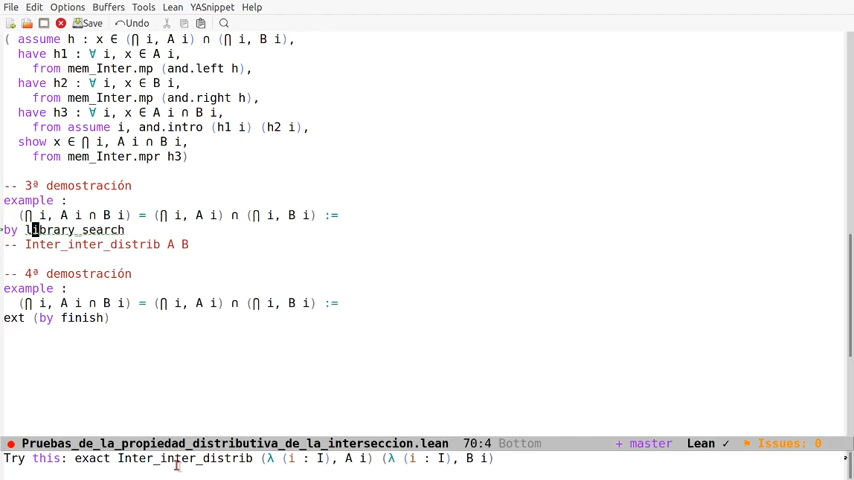 File Edit Options Buffers Tools Lean YASnippet Help
Save Undo
( assume h : x ∈ (⋂ i, A i) ∩ (⋂ i, B i),
have h1 : ∀ i, x ∈ A i,
from mem_Inter.mp (and.left h),
have h2 : ∀ i, x ∈ B i,
from mem_Inter.mp (and.right h),
have h3 : ∀ i, x ∈ A i ∩ B i,
from assume i, and.intro (h1 i) (h2 i),
show x ∈ ⋂ i, A i ∩ B i,
from mem_Inter.mpr h3)
-- 3ª demostración
example :
(⋂ i, A i ∩ B i) = (⋂ i, A i) ∩ (⋂ i, B i) :=
by library_search
-- Inter_inter_distrib A B
-- 4ª demostración
example :
(⋂ i, A i ∩ B i) = (⋂ i, A i) ∩ (⋂ i, B i) :=
ext (by finish)
Pruebas_de_la_propiedad_distributiva_de_la_interseccion.lean 70:4 Bottom + master Lean ✓ Issues: 0
Try this: exact Inter_inter_distrib (λ (i : I), A i) (λ (i : I), B i)